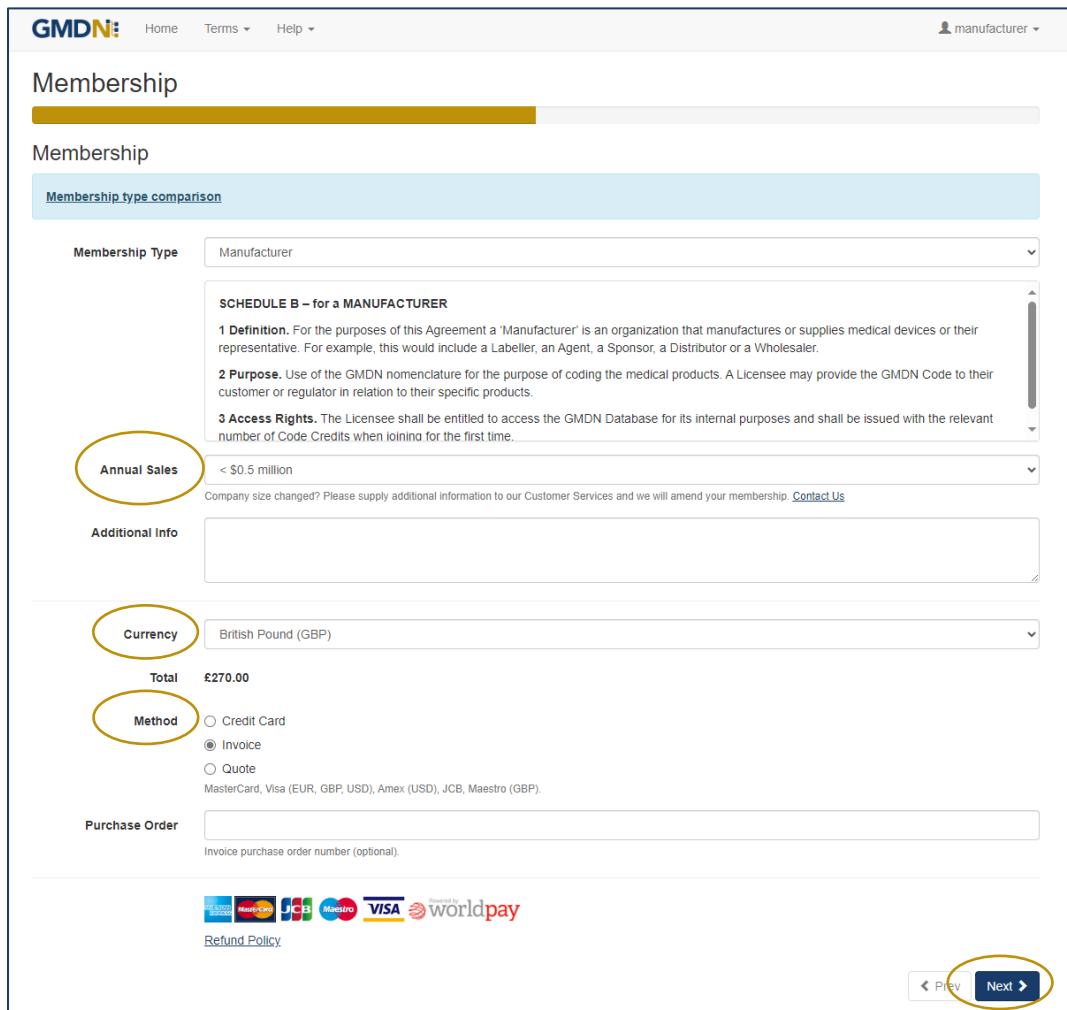 GMDN Home Terms Help manufacturer
Membership
Membership
Membership type comparison
Membership Type Manufacturer
SCHEDULE B – for a MANUFACTURER
1 Definition. For the purposes of this Agreement a ‘Manufacturer’ is an organization that manufactures or supplies medical devices or their
representative. For example, this would include a Labeller, an Agent, a Sponsor, a Distributor or a Wholesaler.
2 Purpose. Use of the GMDN nomenclature for the purpose of coding the medical products. A Licensee may provide the GMDN Code to their
customer or regulator in relation to their specific products.
3 Access Rights. The Licensee shall be entitled to access the GMDN Database for its internal purposes and shall be issued with the relevant
number of Code Credits when joining for the first time.
Annual Sales < $0.5 million
Company size changed? Please supply additional information to our Customer Services and we will amend your membership. Contact Us
Additional Info
Currency British Pound (GBP)
Total £270.00
Method Credit Card
Invoice
Quote
MasterCard, Visa (EUR, GBP, USD), Amex (USD), JCB, Maestro (GBP).
Purchase Order
Invoice purchase order number (optional).
AMERICAN EXPRESS MasterCard JCB Maestro VISA Powered by worldpay
Refund Policy
Prev Next